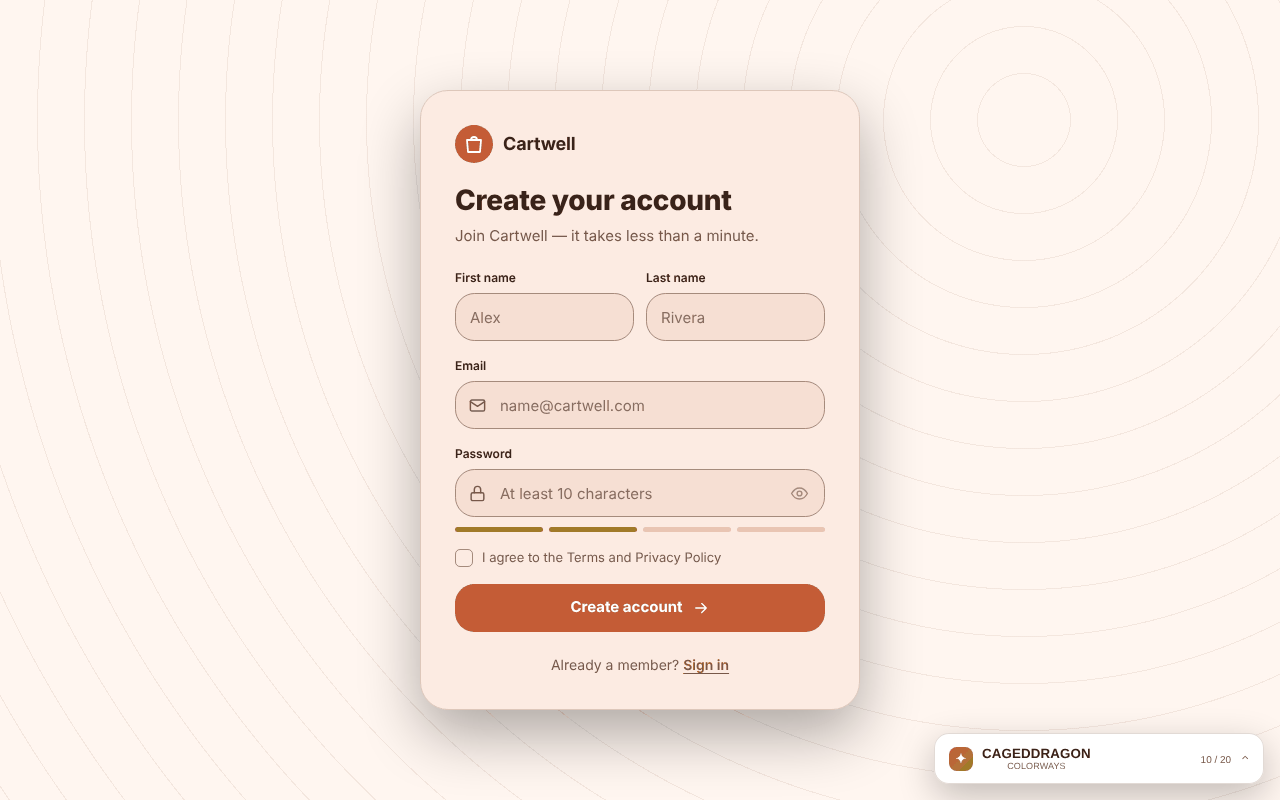 Cartwell
Create your account
Join Cartwell — it takes less than a minute.
First name
Last name
Alex
Rivera
Email
name@cartwell.com
Password
At least 10 characters
I agree to the Terms and Privacy Policy
Create account →
Already a member? Sign in
CAGEDDRAGON
COLORWAYS
10 / 20